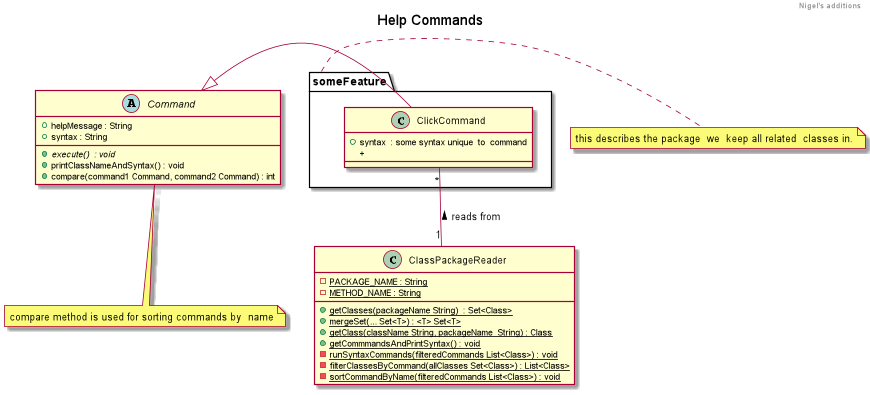 Nigel's additions
Help Commands
someFeature
A Command
helpMessage : String
syntax : String
execute() : void
printClassNameAndSyntax() : void
compare(command1 Command, command2 Command) : int
C ClickCommand
syntax : some syntax unique to command
+
this describes the package we keep all related classes in.
*
reads from
1
C ClassPackageReader
PACKAGE_NAME : String
METHOD_NAME : String
getClasses(packageName String) : Set<Class>
mergeSet(... Set<T>) : <T> Set<T>
getClass(className String, packageName String) : Class
getCommmandsAndPrintSyntax() : void
runSyntaxCommands(filteredCommands List<Class>) : void
filterClassesByCommand(allClasses Set<Class>) : List<Class>
sortCommandByName(filteredCommands List<Class>) : void
compare method is used for sorting commands by name